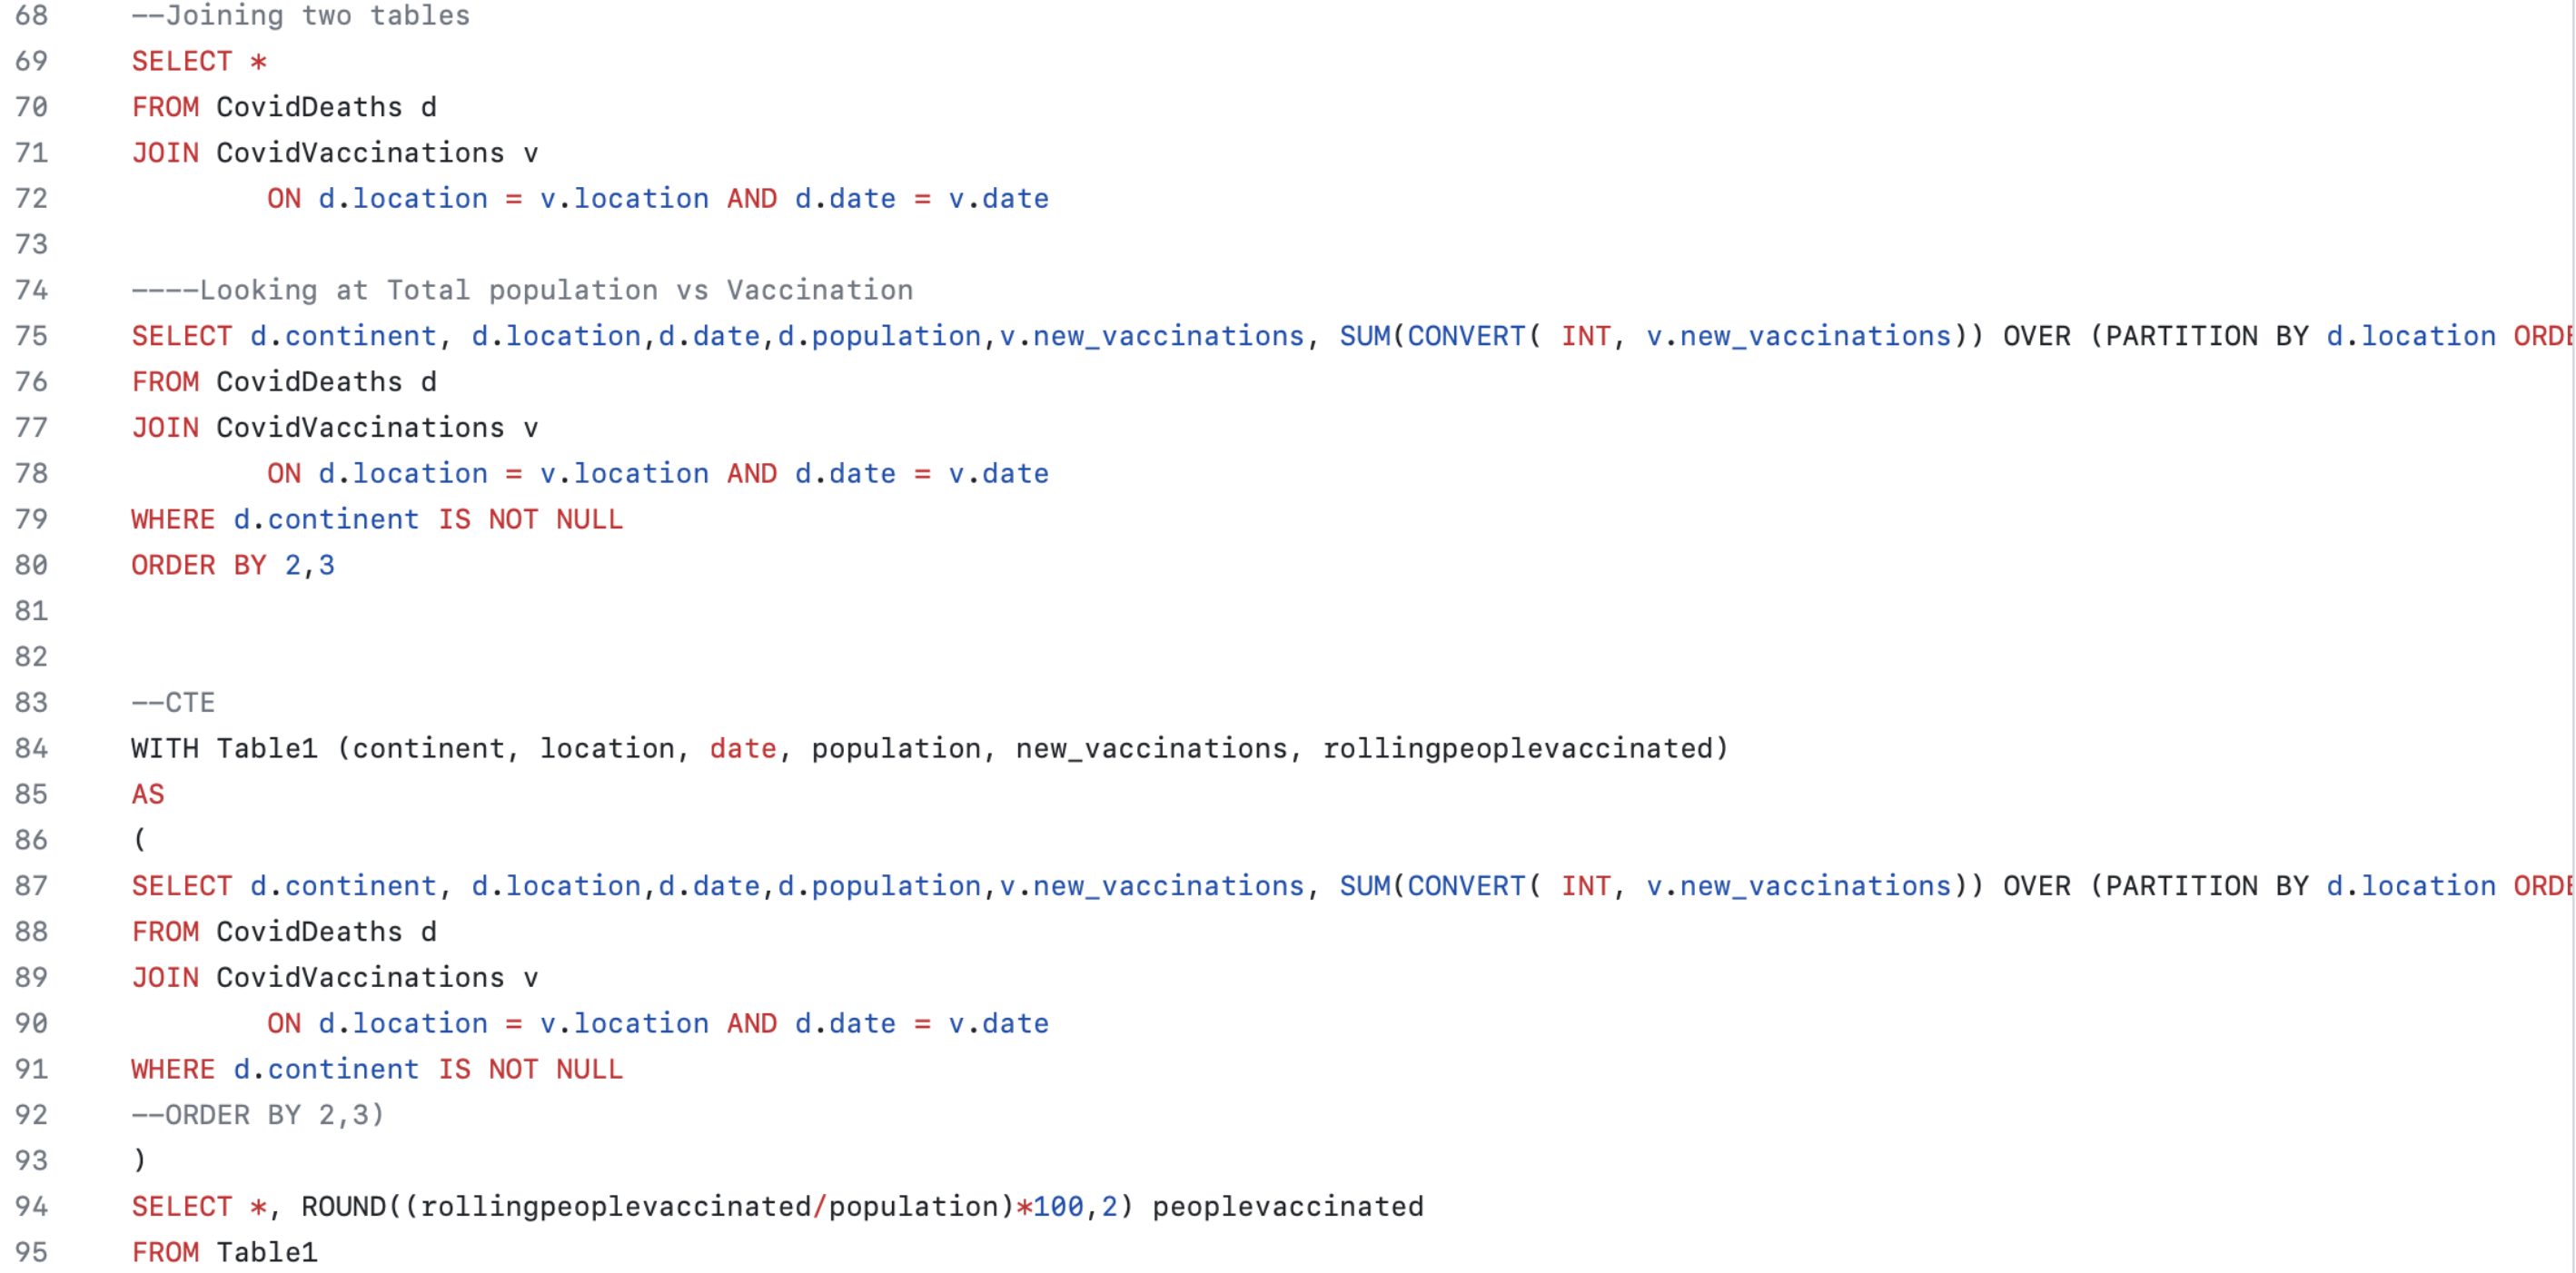 68 --Joining two tables
69 SELECT *
70 FROM CovidDeaths d
71 JOIN CovidVaccinations v
72 ON d.location = v.location AND d.date = v.date
73
74 ----Looking at Total population vs Vaccination
75 SELECT d.continent, d.location,d.date,d.population,v.new_vaccinations, SUM(CONVERT( INT, v.new_vaccinations)) OVER (PARTITION BY d.location
76 FROM CovidDeaths d
77 JOIN CovidVaccinations v
78 ON d.location = v.location AND d.date = v.date
79 WHERE d.continent IS NOT NULL
80 ORDER BY 2,3
81
82
83 --CTE
84 WITH Table1 (continent, location, date, population, new_vaccinations, rollingpeoplevaccinated)
85 AS
86 (
87 SELECT d.continent, d.location,d.date,d.population,v.new_vaccinations, SUM(CONVERT( INT, v.new_vaccinations)) OVER (PARTITION BY d.location
88 FROM CovidDeaths d
89 JOIN CovidVaccinations v
90 ON d.location = v.location AND d.date = v.date
91 WHERE d.continent IS NOT NULL
92 --ORDER BY 2,3)
93 )
94 SELECT *, ROUND((rollingpeoplevaccinated/population)*100,2) peoplevaccinated
95 FROM Table1